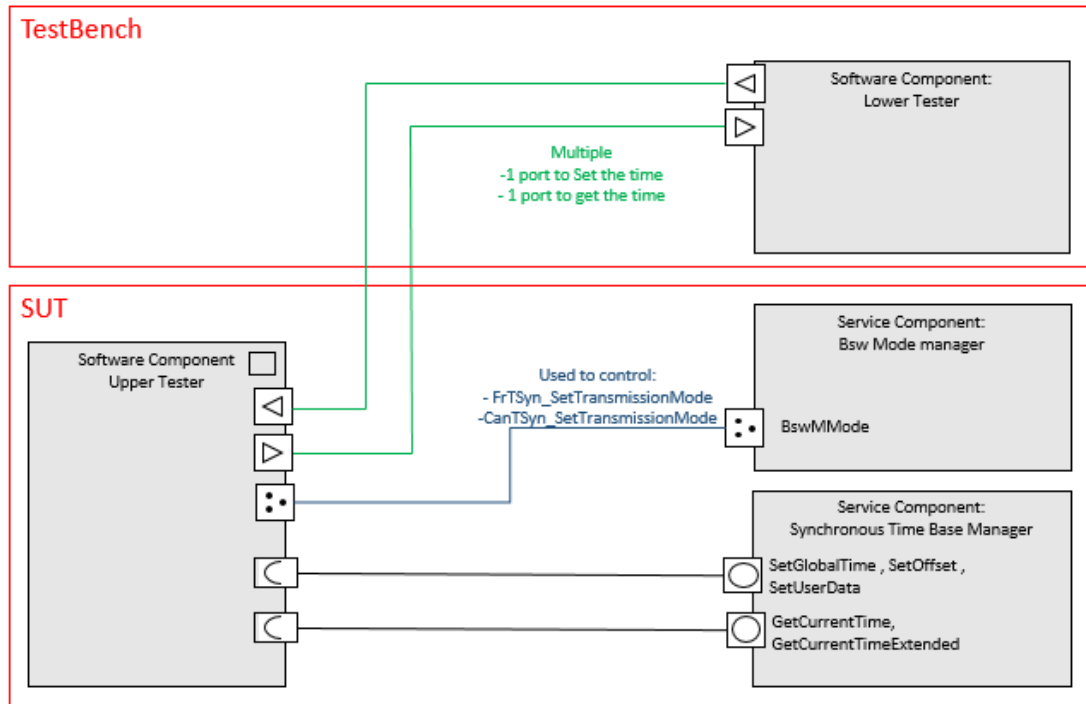 TestBench
Software Component:
Lower Tester
Multiple
-1 port to Set the time
- 1 port to get the time
SUT
Software Component
Upper Tester
Used to control:
- FrTSyn_SetTransmissionMode
-CanTSyn_SetTransmissionMode
Service Component:
Bsw Mode manager
BswMMode
Service Component:
Synchronous Time Base Manager
SetGlobalTime , SetOffset ,
SetUserData
GetCurrentTime,
GetCurrentTimeExtended